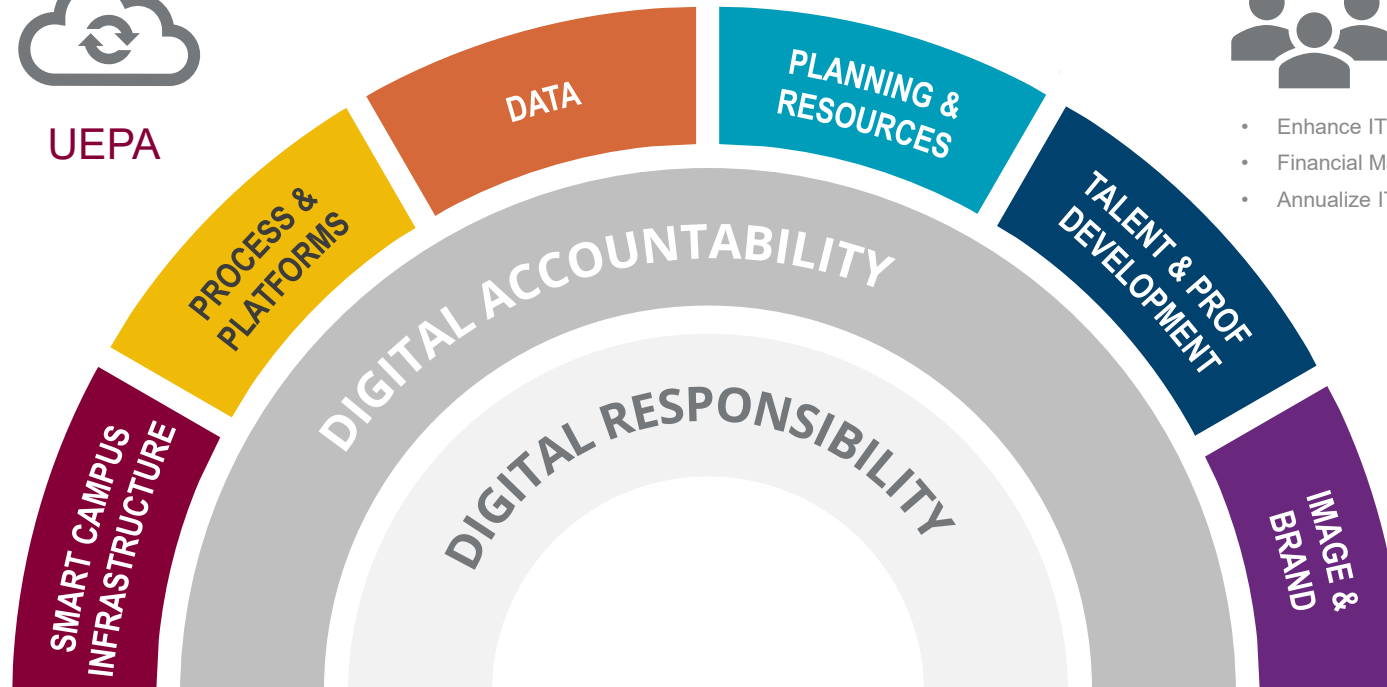 UEPA
SMART CAMPUS
INFRASTRUCTURE
PROCESS &
PLATFORMS
DATA
PLANNING &
RESOURCES
TALENT & PROF
DEVELOPMENT
IMAGE &
BRAND
DIGITAL ACCOUNTABILITY
DIGITAL RESPONSIBILITY
• Enhance IT
• Financial M
• Annualize IT